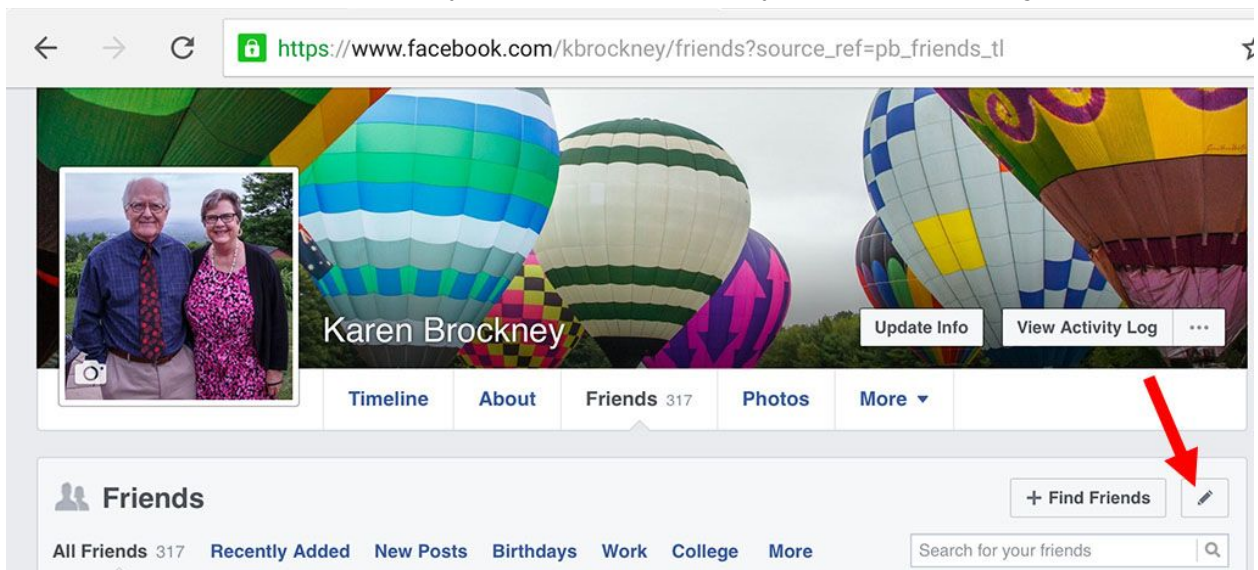 https://www.facebook.com/kbrockney/friends?source_ref=pb_friends_tl
Karen Brockney
Update Info
View Activity Log
Timeline About Friends 317 Photos More
Friends
+ Find Friends
All Friends 317 Recently Added New Posts Birthdays Work College More
Search for your friends